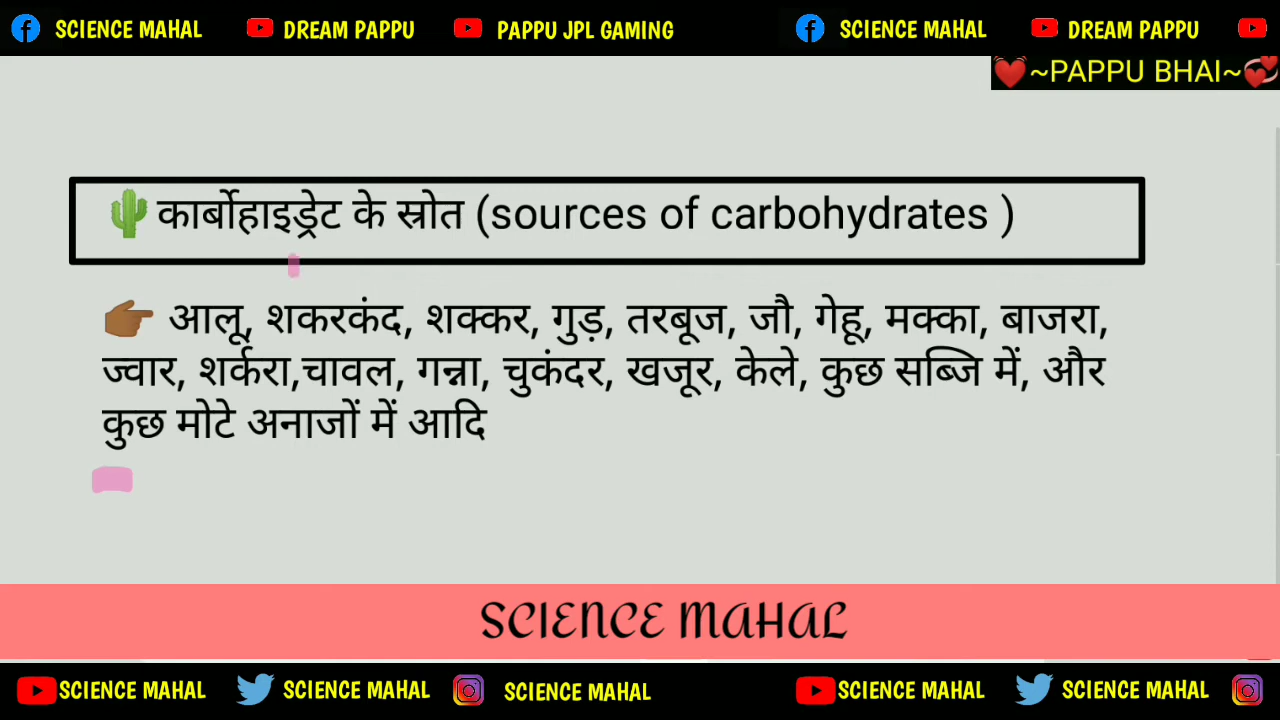 SCIENCE MAHAL DREAM PAPPU PAPPU JPL GAMING SCIENCE MAHAL DREAM PAPPU
~PAPPU BHAI~
कार्बोहाइड्रेट के स्रोत (sources of carbohydrates )
आलू, शकरकंद, शक्कर, गुड़, तरबूज, जौ, गेहू, मक्का, बाजरा,
ज्वार, शर्करा,चावल, गन्ना, चुकंदर, खजूर, केले, कुछ सब्जि में, और
कुछ मोटे अनाजों में आदि
SCIENCE MAHAL
SCIENCE MAHAL SCIENCE MAHAL SCIENCE MAHAL SCIENCE MAHAL SCIENCE MAHAL